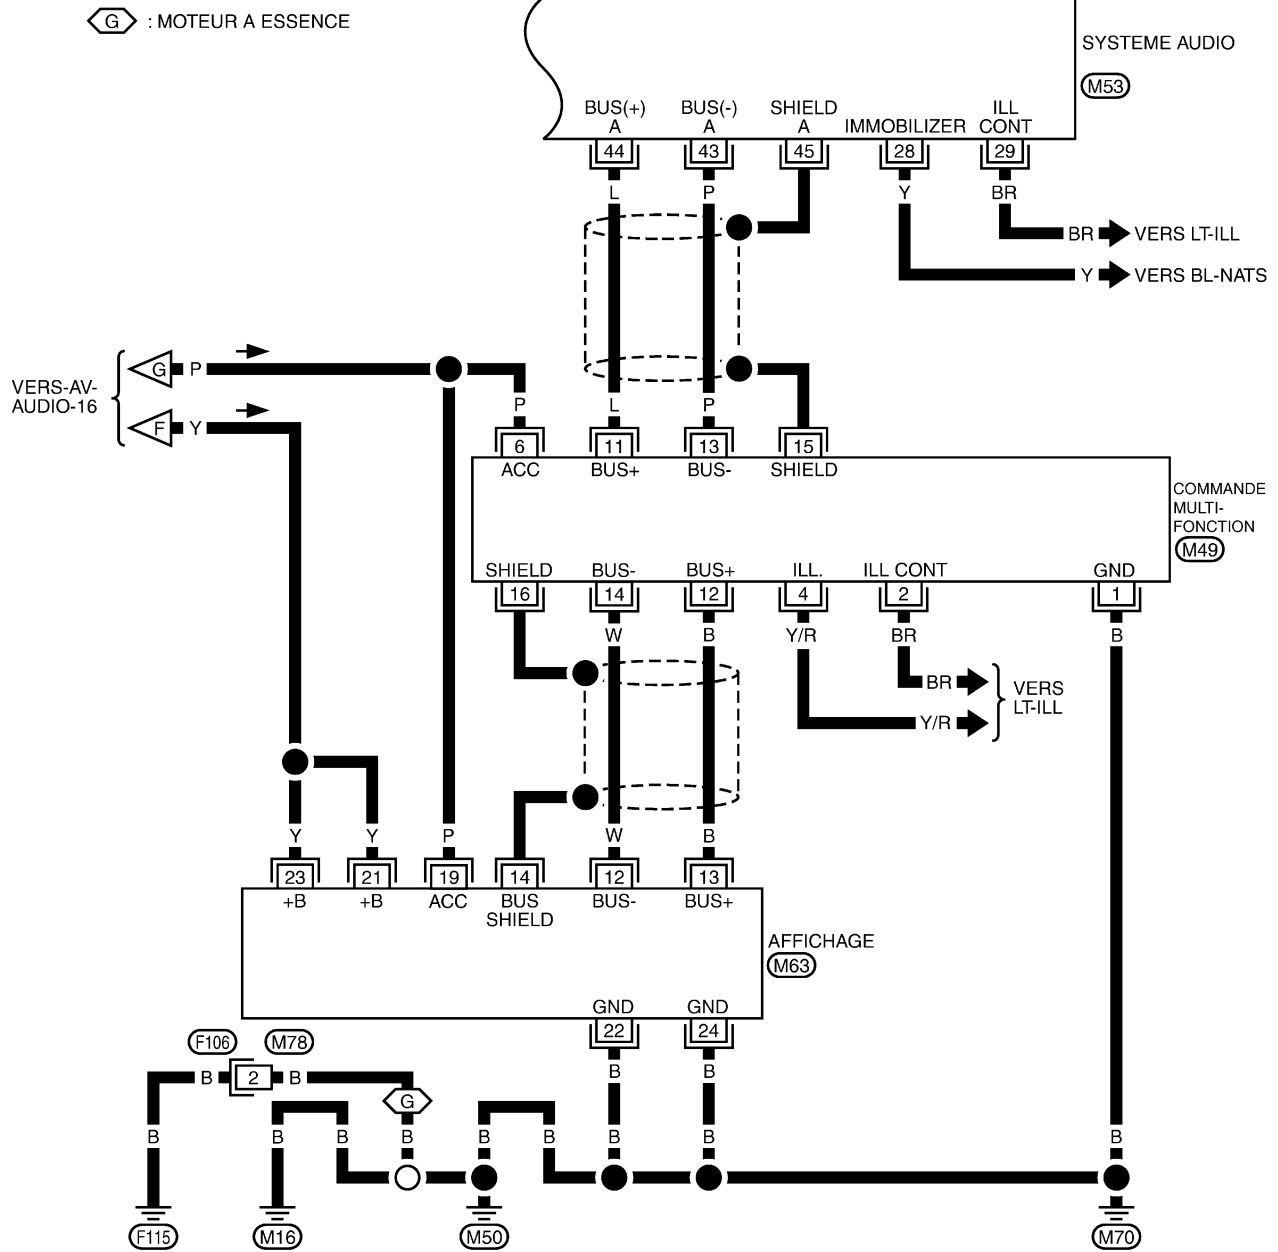 G : MOTEUR A ESSENCE
SYSTEME AUDIO
M53
BUS(+) BUS(-) SHIELD ILL
A A A IMMOBILIZER CONT
44 43 45 28 29
L P Y BR
BR VERS LT-ILL
Y VERS BL-NATS
G P
VERS-AV-
AUDIO-16
F Y
P L P
6 11 13 15
ACC BUS+ BUS- SHIELD
COMMANDE
MULTI-
FONCTION
M49
SHIELD BUS- BUS+ ILL. ILL CONT GND
16 14 12 4 2 1
W B Y/R BR B
BR
VERS
LT-ILL
Y/R
Y Y P W B
23 21 19 14 12 13
+B +B ACC BUS BUS- BUS+
SHIELD
AFFICHAGE
M63
GND GND
22 24
F106 M78
B 2 B B B
G
B B B B B B B B B
F115 M16 M50 M70